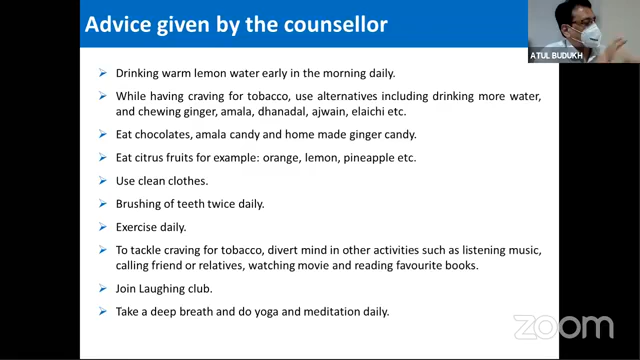 Advice given by the counsellor
ATUL BUDUKH
Drinking warm lemon water early in the morning daily.
While having craving for tobacco, use alternatives including drinking more water,
and chewing ginger, amala, dhanadal, ajwain, elaichi etc.
Eat chocolates, amala candy and home made ginger candy.
Eat citrus fruits for example: orange, lemon, pineapple etc.
Use clean clothes.
Brushing of teeth twice daily.
Exercise daily.
To tackle craving for tobacco, divert mind in other activities such as listening music,
calling friend or relatives, watching movie and reading favourite books.
Join Laughing club.
Take a deep breath and do yoga and meditation daily.
zoom